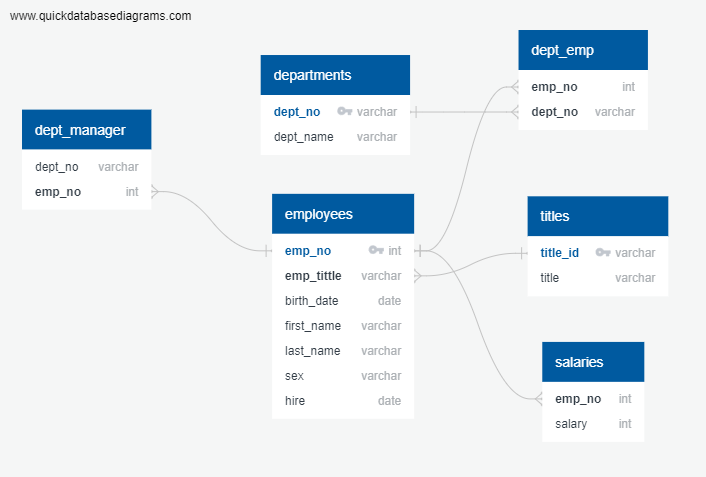 www.quickdatabasediagrams.com
dept_manager
dept_no varchar
emp_no int
departments
dept_no varchar
dept_name varchar
employees
emp_no int
emp_tittle varchar
birth_date date
first_name varchar
last_name varchar
sex varchar
hire date
dept_emp
emp_no int
dept_no varchar
titles
title_id varchar
title varchar
salaries
emp_no int
salary int